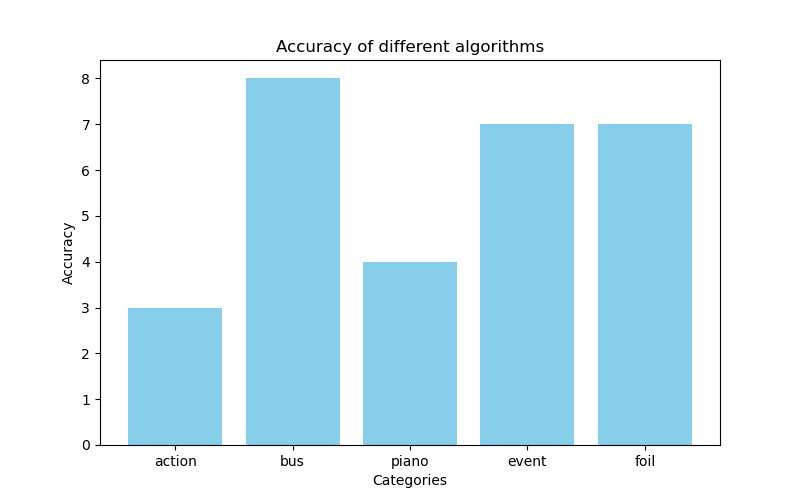 Accuracy of different algorithms
Accuracy
8
7
6
5
4
3
2
1
0
action bus piano event foil
Categories